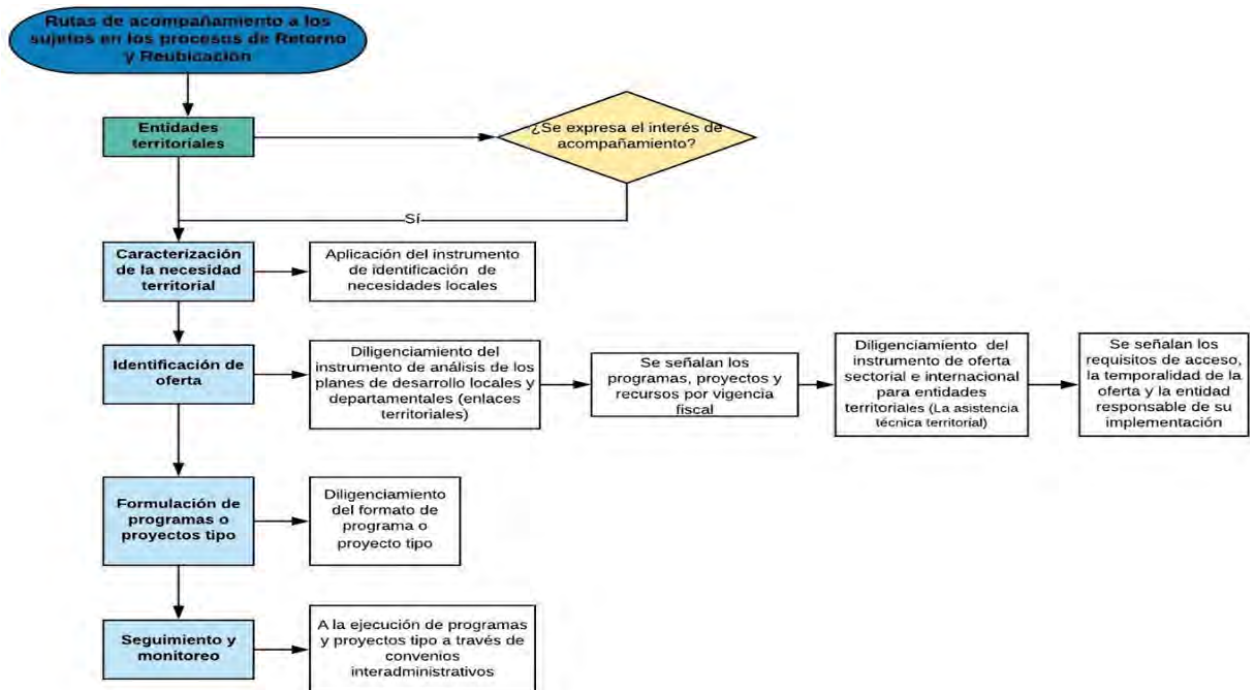 Rutas de acompañamiento a los
sujetos en los procesos de Retorno
y Reubicación
Entidades
territoriales
¿Se expresa el interés de
acompañamiento?
Sí
Caracterización
de la necesidad
territorial
Aplicación del instrumento
de identificación de
necesidades locales
Identificación de
oferta
Diligenciamiento del
instrumento de análisis de los
planes de desarrollo locales y
departamentales (enlaces
territoriales)
Se señalan los
programas, proyectos y
recursos por vigencia
fiscal
Diligenciamiento del
instrumento de oferta
sectorial e internacional
para entidades
territoriales (La asistencia
técnica territorial)
Se señalan los
requisitos de acceso,
la temporalidad de la
oferta y la entidad
responsable de su
implementación
Formulación de
programas o
proyectos tipo
Diligenciamiento
del formato de
programa o
proyecto tipo
Seguimiento y
monitoreo
A la ejecución de programas
y proyectos tipo a través de
convenios
interadministrativos